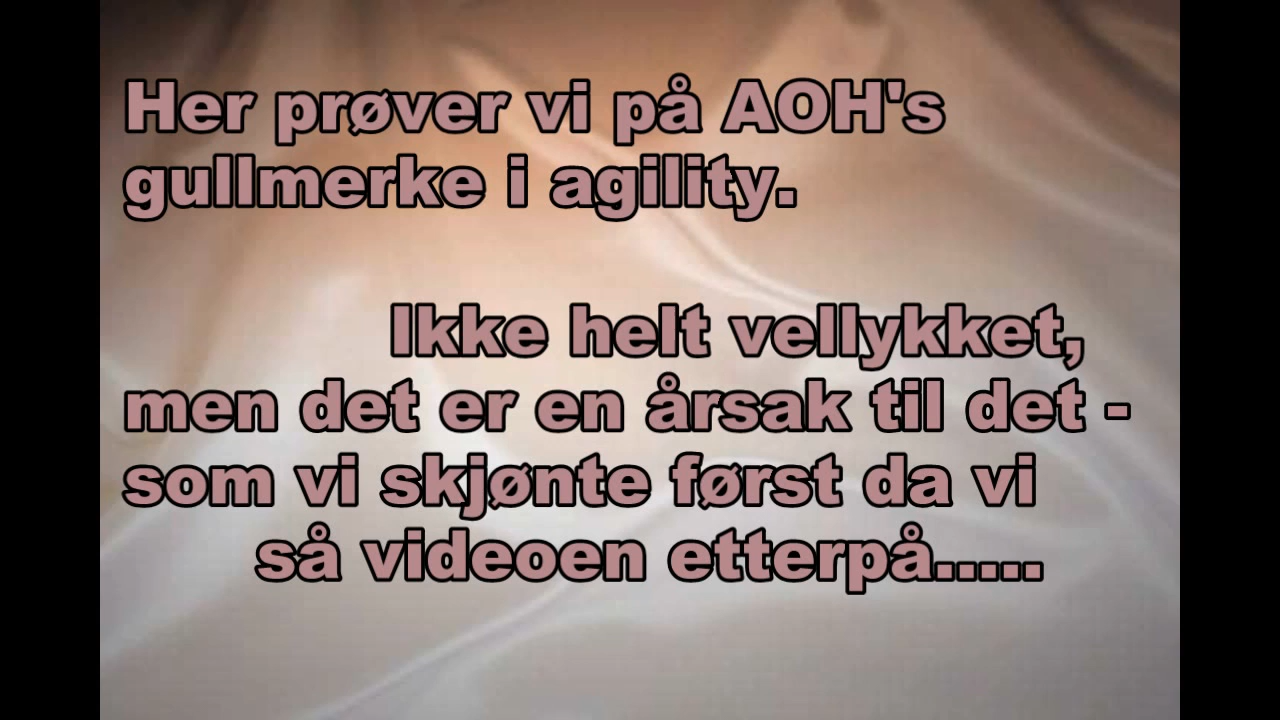 Her prøver vi på AOH's
gullmerke i agility.
Ikke helt vellykket,
men det er en årsak til det -
som vi skjønte først da vi
så videoen etterpå.....